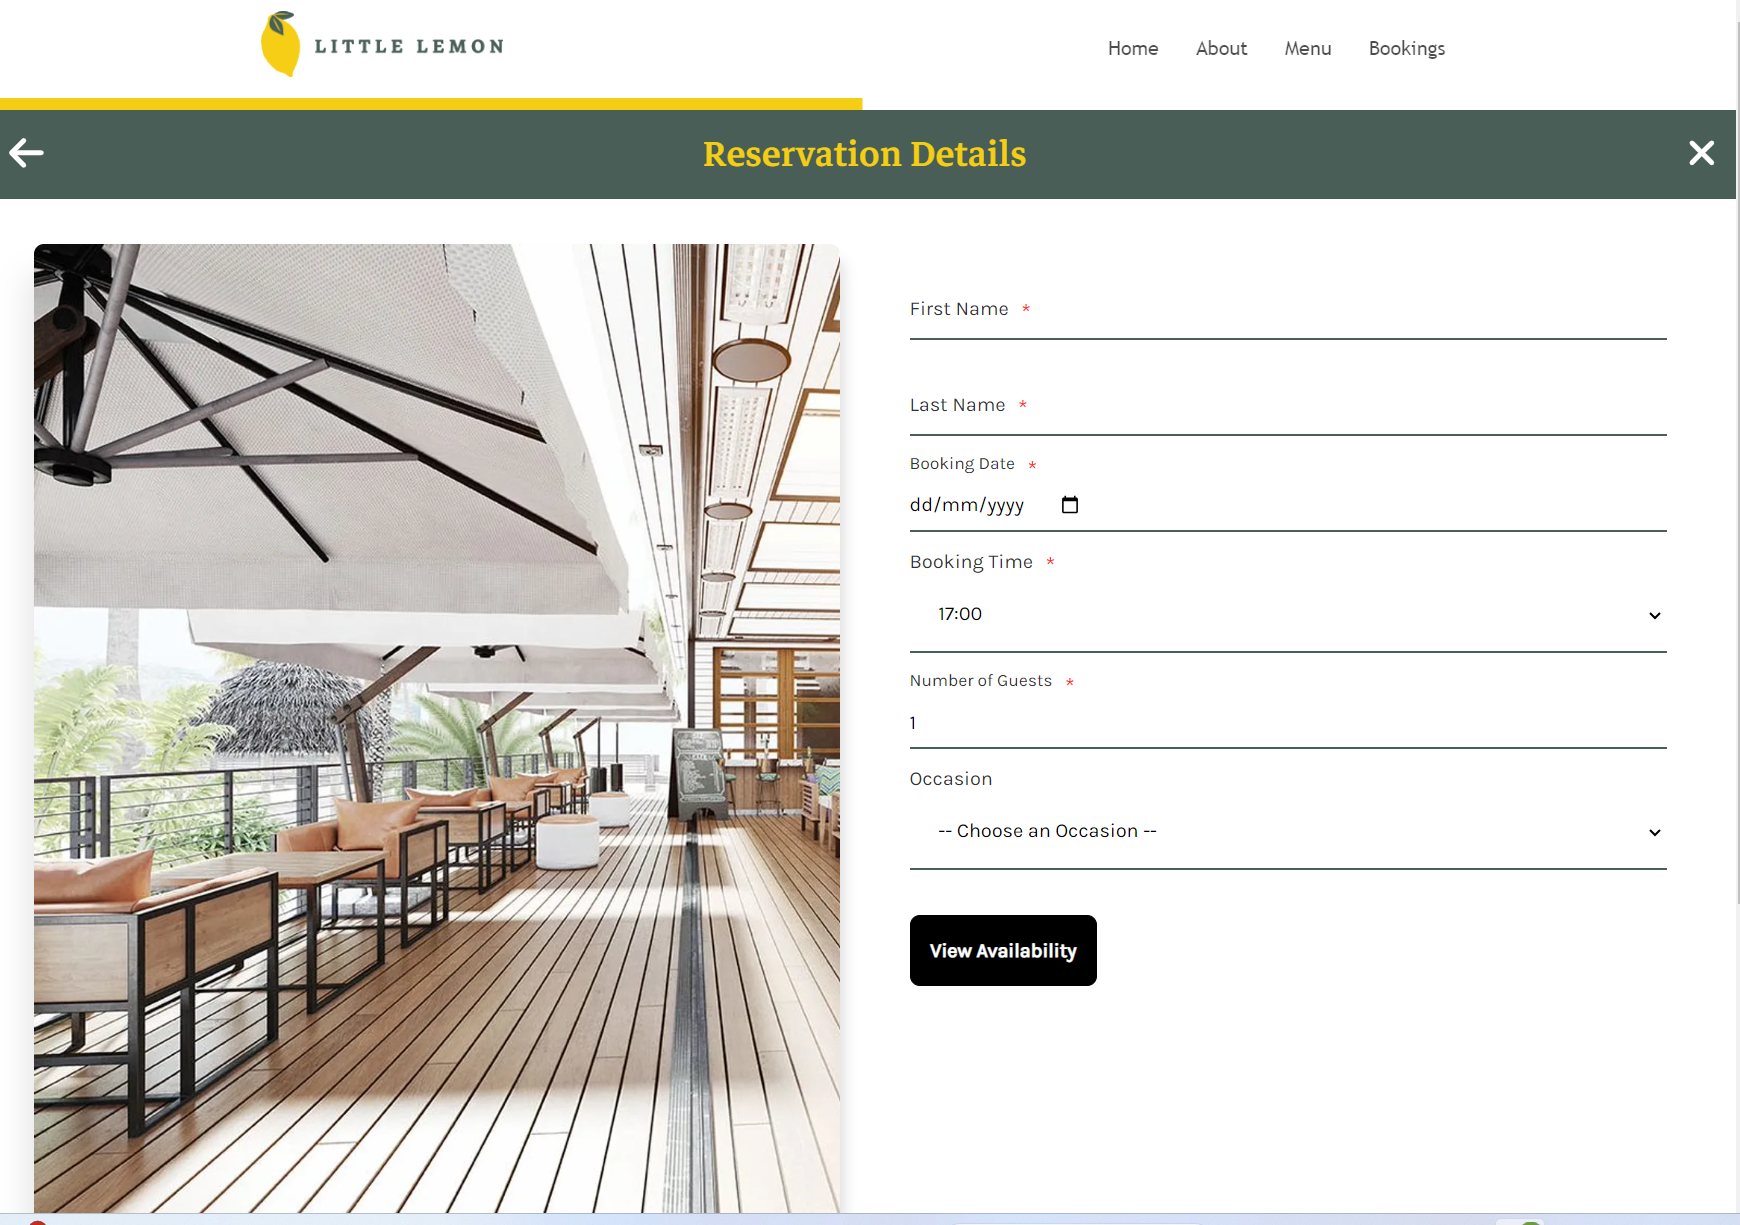 LITTLE LEMON
Home About Menu Bookings
Reservation Details
First Name *
Last Name *
Booking Date *
dd/mm/yyyy
Booking Time *
17:00
Number of Guests *
1
Occasion
-- Choose an Occasion --
View Availability